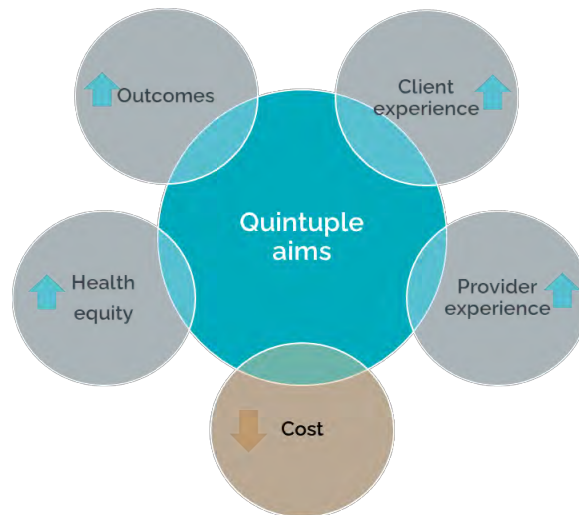 Outcomes
Client
experience
Quintuple
aims
Health
equity
Provider
experience
Cost